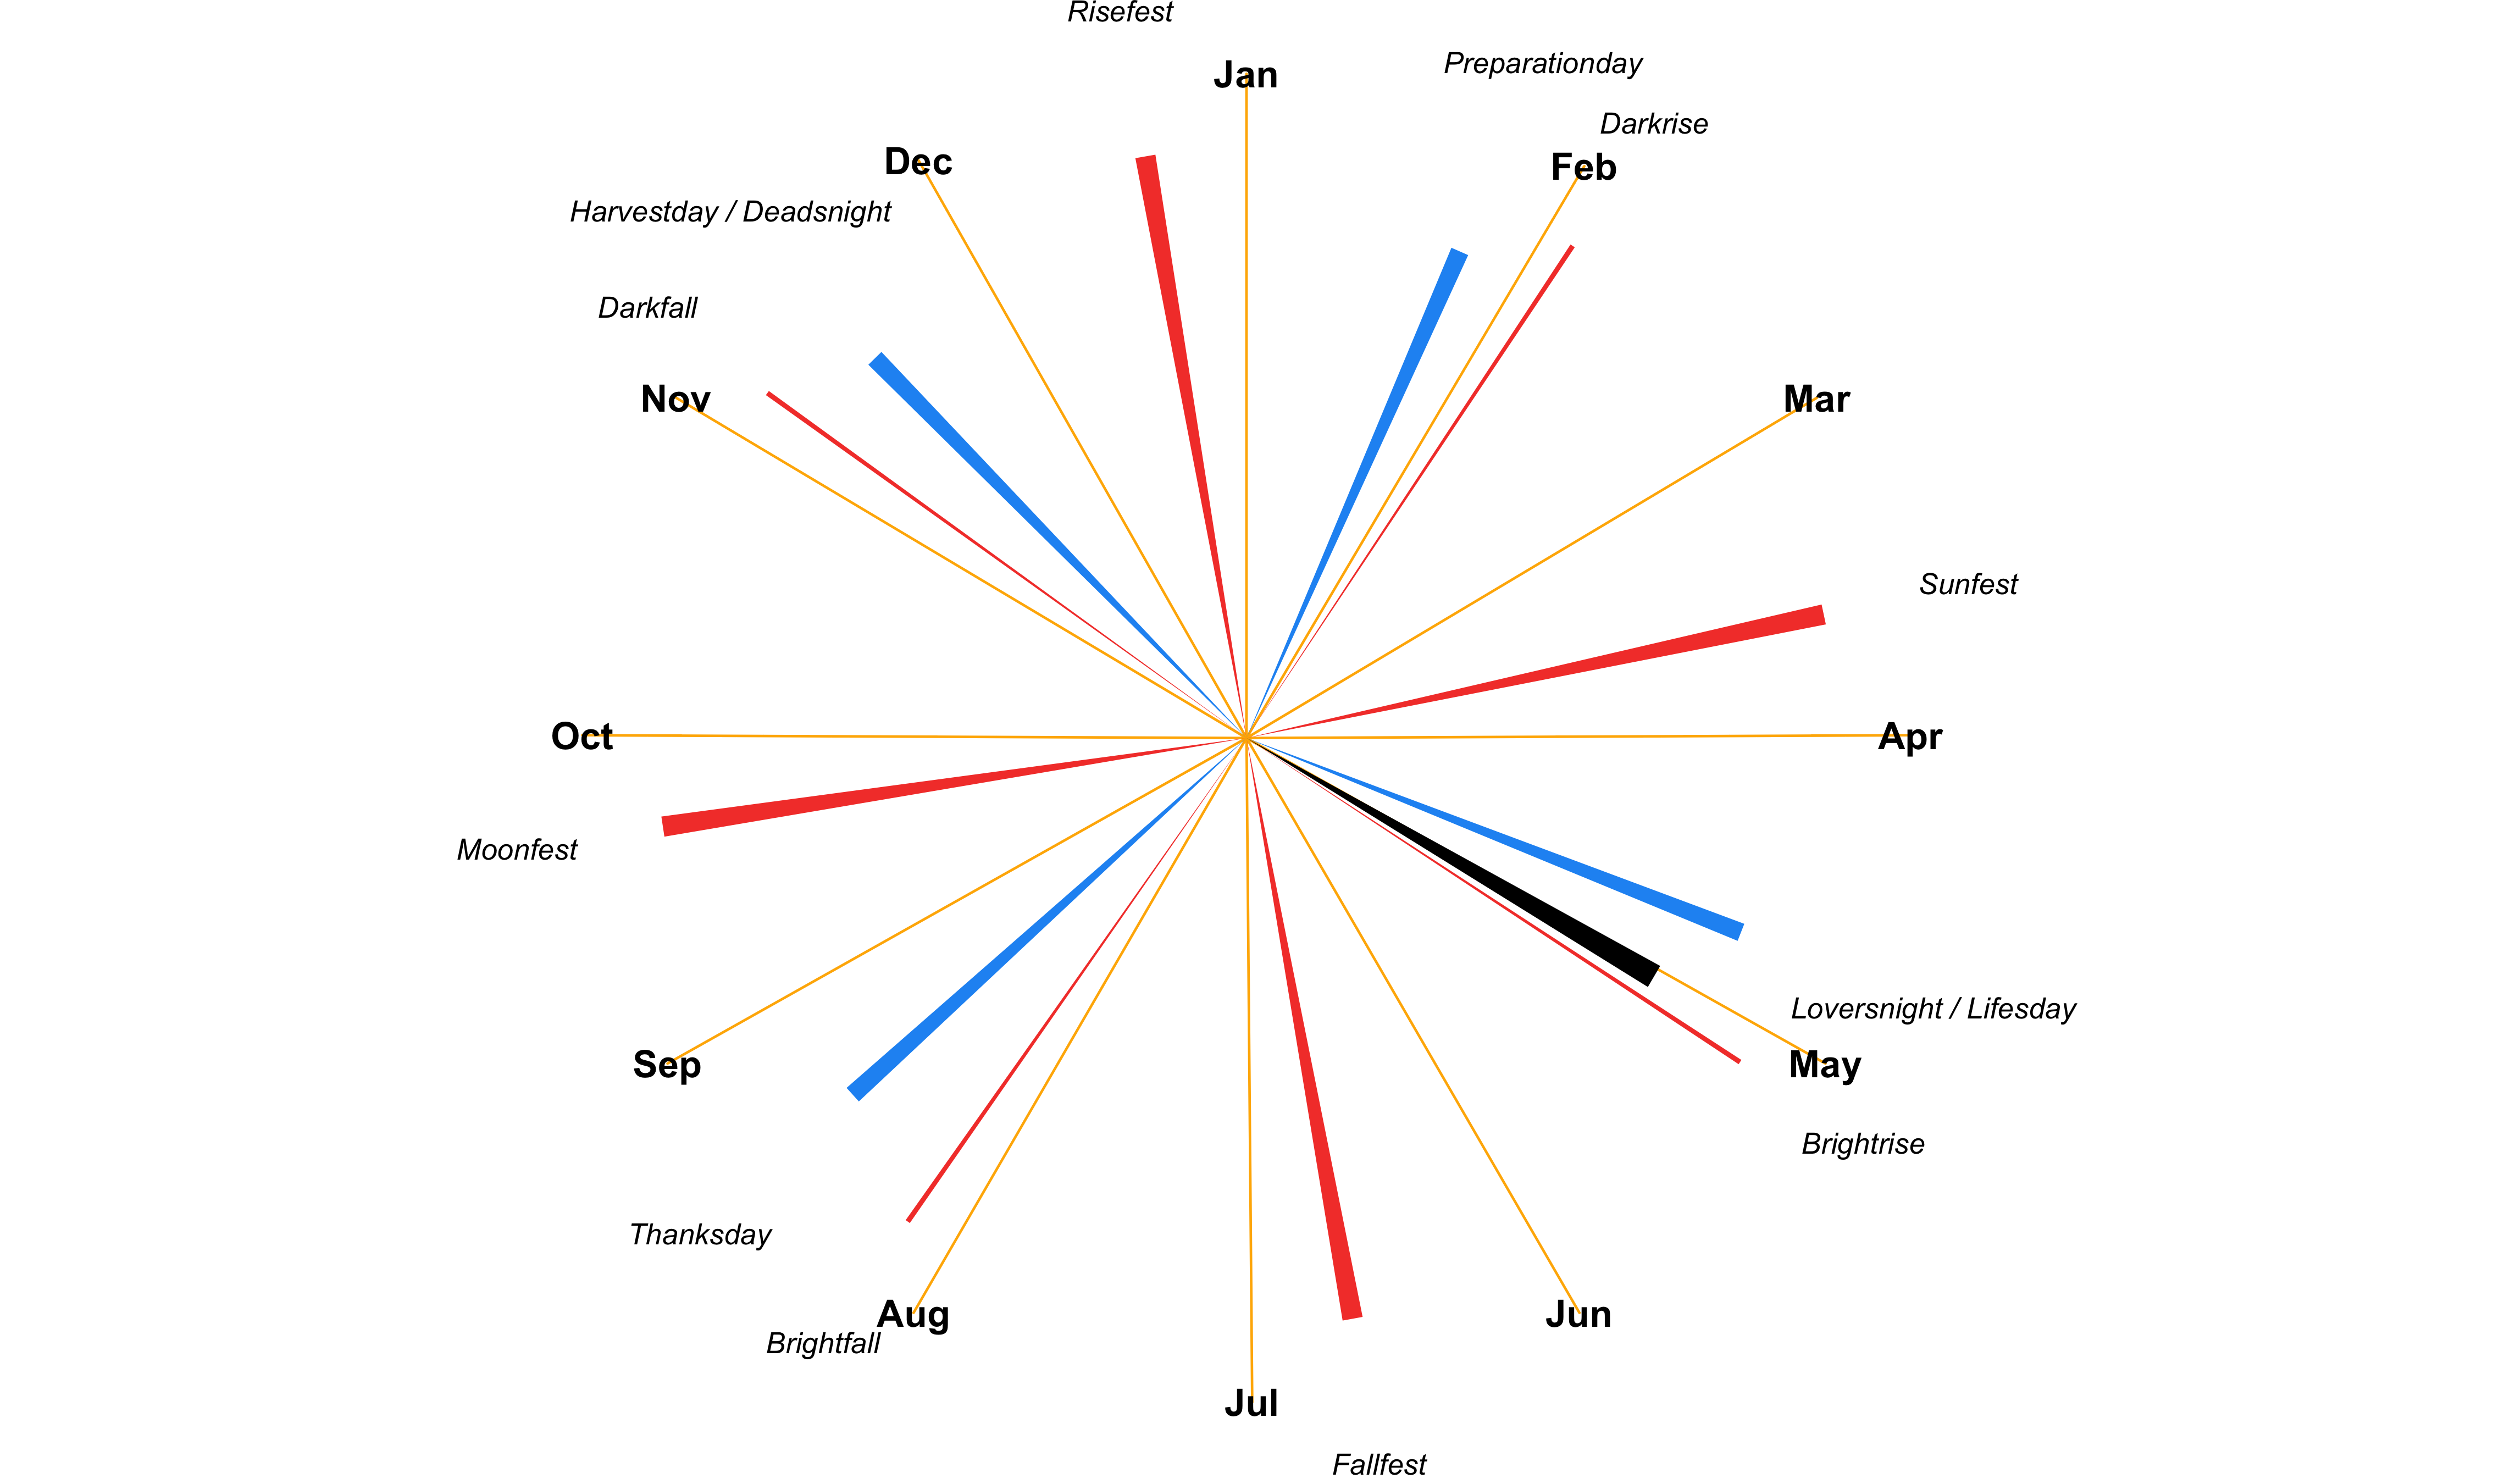 Risefest
Preparationday
Jan
Darkrise
Dec
Feb
Harvestday / Deadsnight
Darkfall
Nov
Mar
Sunfest
Oct
Apr
Moonfest
Loversnight / Lifesday
Sep
May
Brightrise
Thanksday
Aug
Jun
Brightfall
Jul
Fallfest